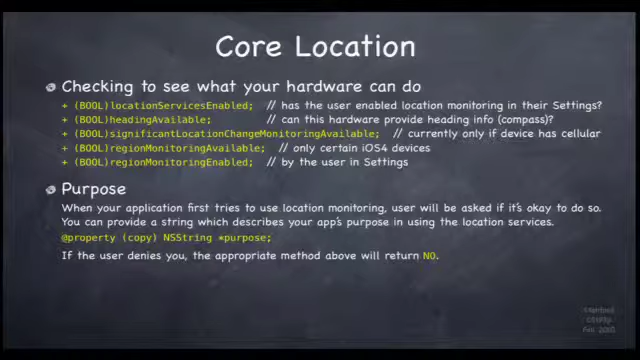 Core Location
Checking to see what your hardware can do
+ (BOOL)locationServicesEnabled; // has the user enabled location monitoring in their Settings?
+ (BOOL)headingAvailable; // can this hardware provide heading info (compass)?
+ (BOOL)significantLocationChangeMonitoringAvailable; // currently only if device has cellular
+ (BOOL)regionMonitoringAvailable; // only certain iOS4 devices
+ (BOOL)regionMonitoringEnabled; // by the user in Settings
Purpose
When your application first tries to use location monitoring, user will be asked if it's okay to do so.
You can provide a string which describes your app's purpose in using the location services.
@property (copy) NSString *purpose;
If the user denies you, the appropriate method above will return NO.
Stanford
CS193p
Fall 2010